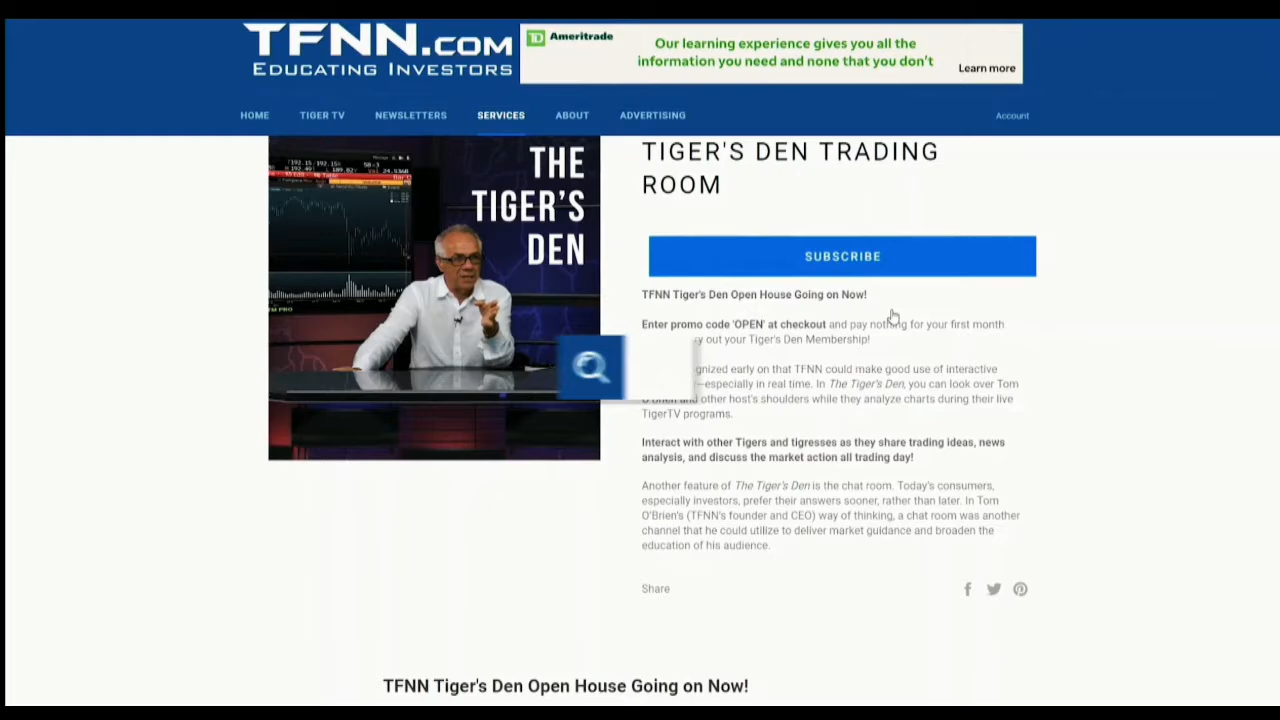 TFNN.COM
EDUCATING INVESTORS
TD Ameritrade
Our learning experience gives you all the
information you need and none that you don't
Learn more
HOME
TIGER TV
NEWSLETTERS
SERVICES
ABOUT
ADVERTISING
Account
THE
TIGER'S
DEN
TIGER'S DEN TRADING
ROOM
SUBSCRIBE
TFNN Tiger's Den Open House Going on Now!
Enter promo code 'OPEN' at checkout and pay nothing for your first month
out your Tiger's Den Membership!
early on that TFNN could make good use of interactive
—especially in real time. In The Tiger's Den, you can look over Tom
O'Brien and other host's shoulders while they analyze charts during their live
TigerTV programs.
Interact with other Tigers and tigresses as they share trading ideas, news
analysis, and discuss the market action all trading day!
Another feature of The Tiger's Den is the chat room. Today's consumers,
especially investors, prefer their answers sooner, rather than later. In Tom
O'Brien's (TFNN's founder and CEO) way of thinking, a chat room was another
channel that he could utilize to deliver market guidance and broaden the
education of his audience.
Share
TFNN Tiger's Den Open House Going on Now!